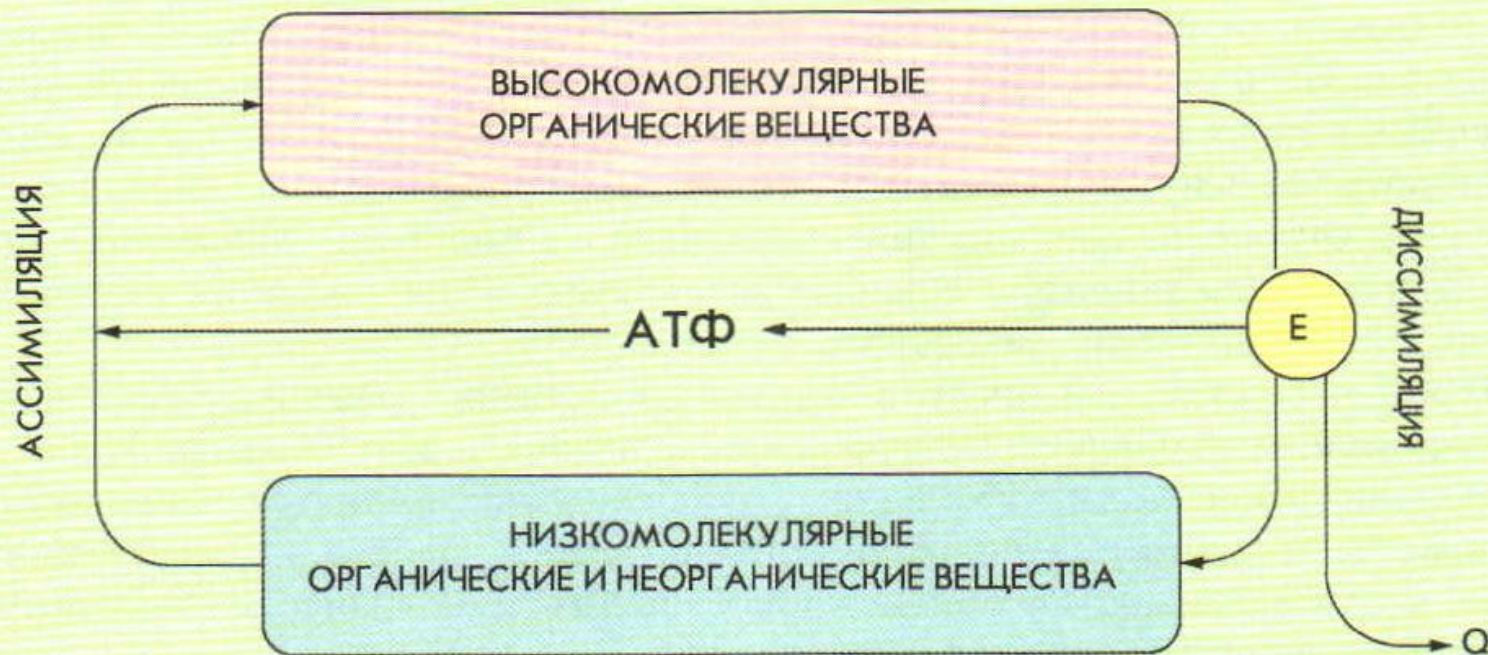 ВЫСОКОМОЛЕКУЛЯРНЫЕ
ОРГАНИЧЕСКИЕ ВЕЩЕСТВА
АССИМИЛЯЦИЯ
АТФ
Е
ДИССИМИЛЯЦИЯ
НИЗКОМОЛЕКУЛЯРНЫЕ
ОРГАНИЧЕСКИЕ И НЕОРГАНИЧЕСКИЕ ВЕЩЕСТВА
Q